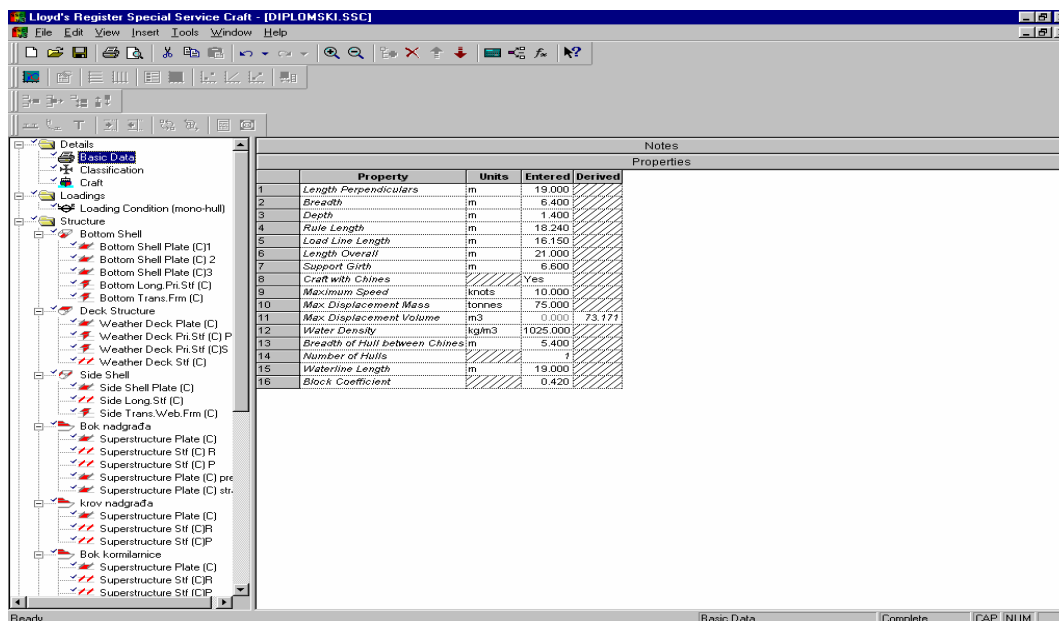 Lloyd's Register Special Service Craft - [DIPLOMSKI.SSC]
File Edit View Insert Tools Window Help
Details
Basic Data
Classification
Craft
Loadings
Loading Condition (mono-hull)
Structure
Bottom Shell
Bottom Shell Plate (C)1
Bottom Shell Plate (C) 2
Bottom Shell Plate (C)3
Bottom Long.Pri.Stf (C)
Bottom Trans.Frm (C)
Deck Structure
Weather Deck Plate (C)
Weather Deck Pri.Stf (C) P
Weather Deck Pri.Stf (C)S
Weather Deck Stf (C)
Side Shell
Side Shell Plate (C)
Side Long.Stf (C)
Side Trans.Web.Frm (C)
Bok nadgrađa
Superstructure Plate (C)
Superstructure Stf (C) R
Superstructure Stf (C) P
Superstructure Plate (C) pre
Superstructure Plate (C) str
krov nadgrađa
Superstructure Plate (C)
Superstructure Stf (C)R
Superstructure Stf (C)P
Bok kormilarnice
Superstructure Plate (C)
Superstructure Stf (C)R
Superstructure Stf (C)P
Notes
Properties
Property Units Entered Derived
1 Length Perpendiculars m 19.000
2 Breadth m 6.400
3 Depth m 1.400
4 Rule Length m 18.240
5 Load Line Length m 16.150
6 Length Overall m 21.000
7 Support Girth m 6.600
8 Craft with Chines Yes
9 Maximum Speed knots 10.000
10 Max Displacement Mass tonnes 75.000
11 Max Displacement Volume m3 0.000 73.171
12 Water Density kg/m3 1025.000
13 Breadth of Hull between Chines m 5.400
14 Number of Hulls 1
15 Waterline Length m 19.000
16 Block Coefficient 0.420
Ready Basic Data Complete CAP NUM